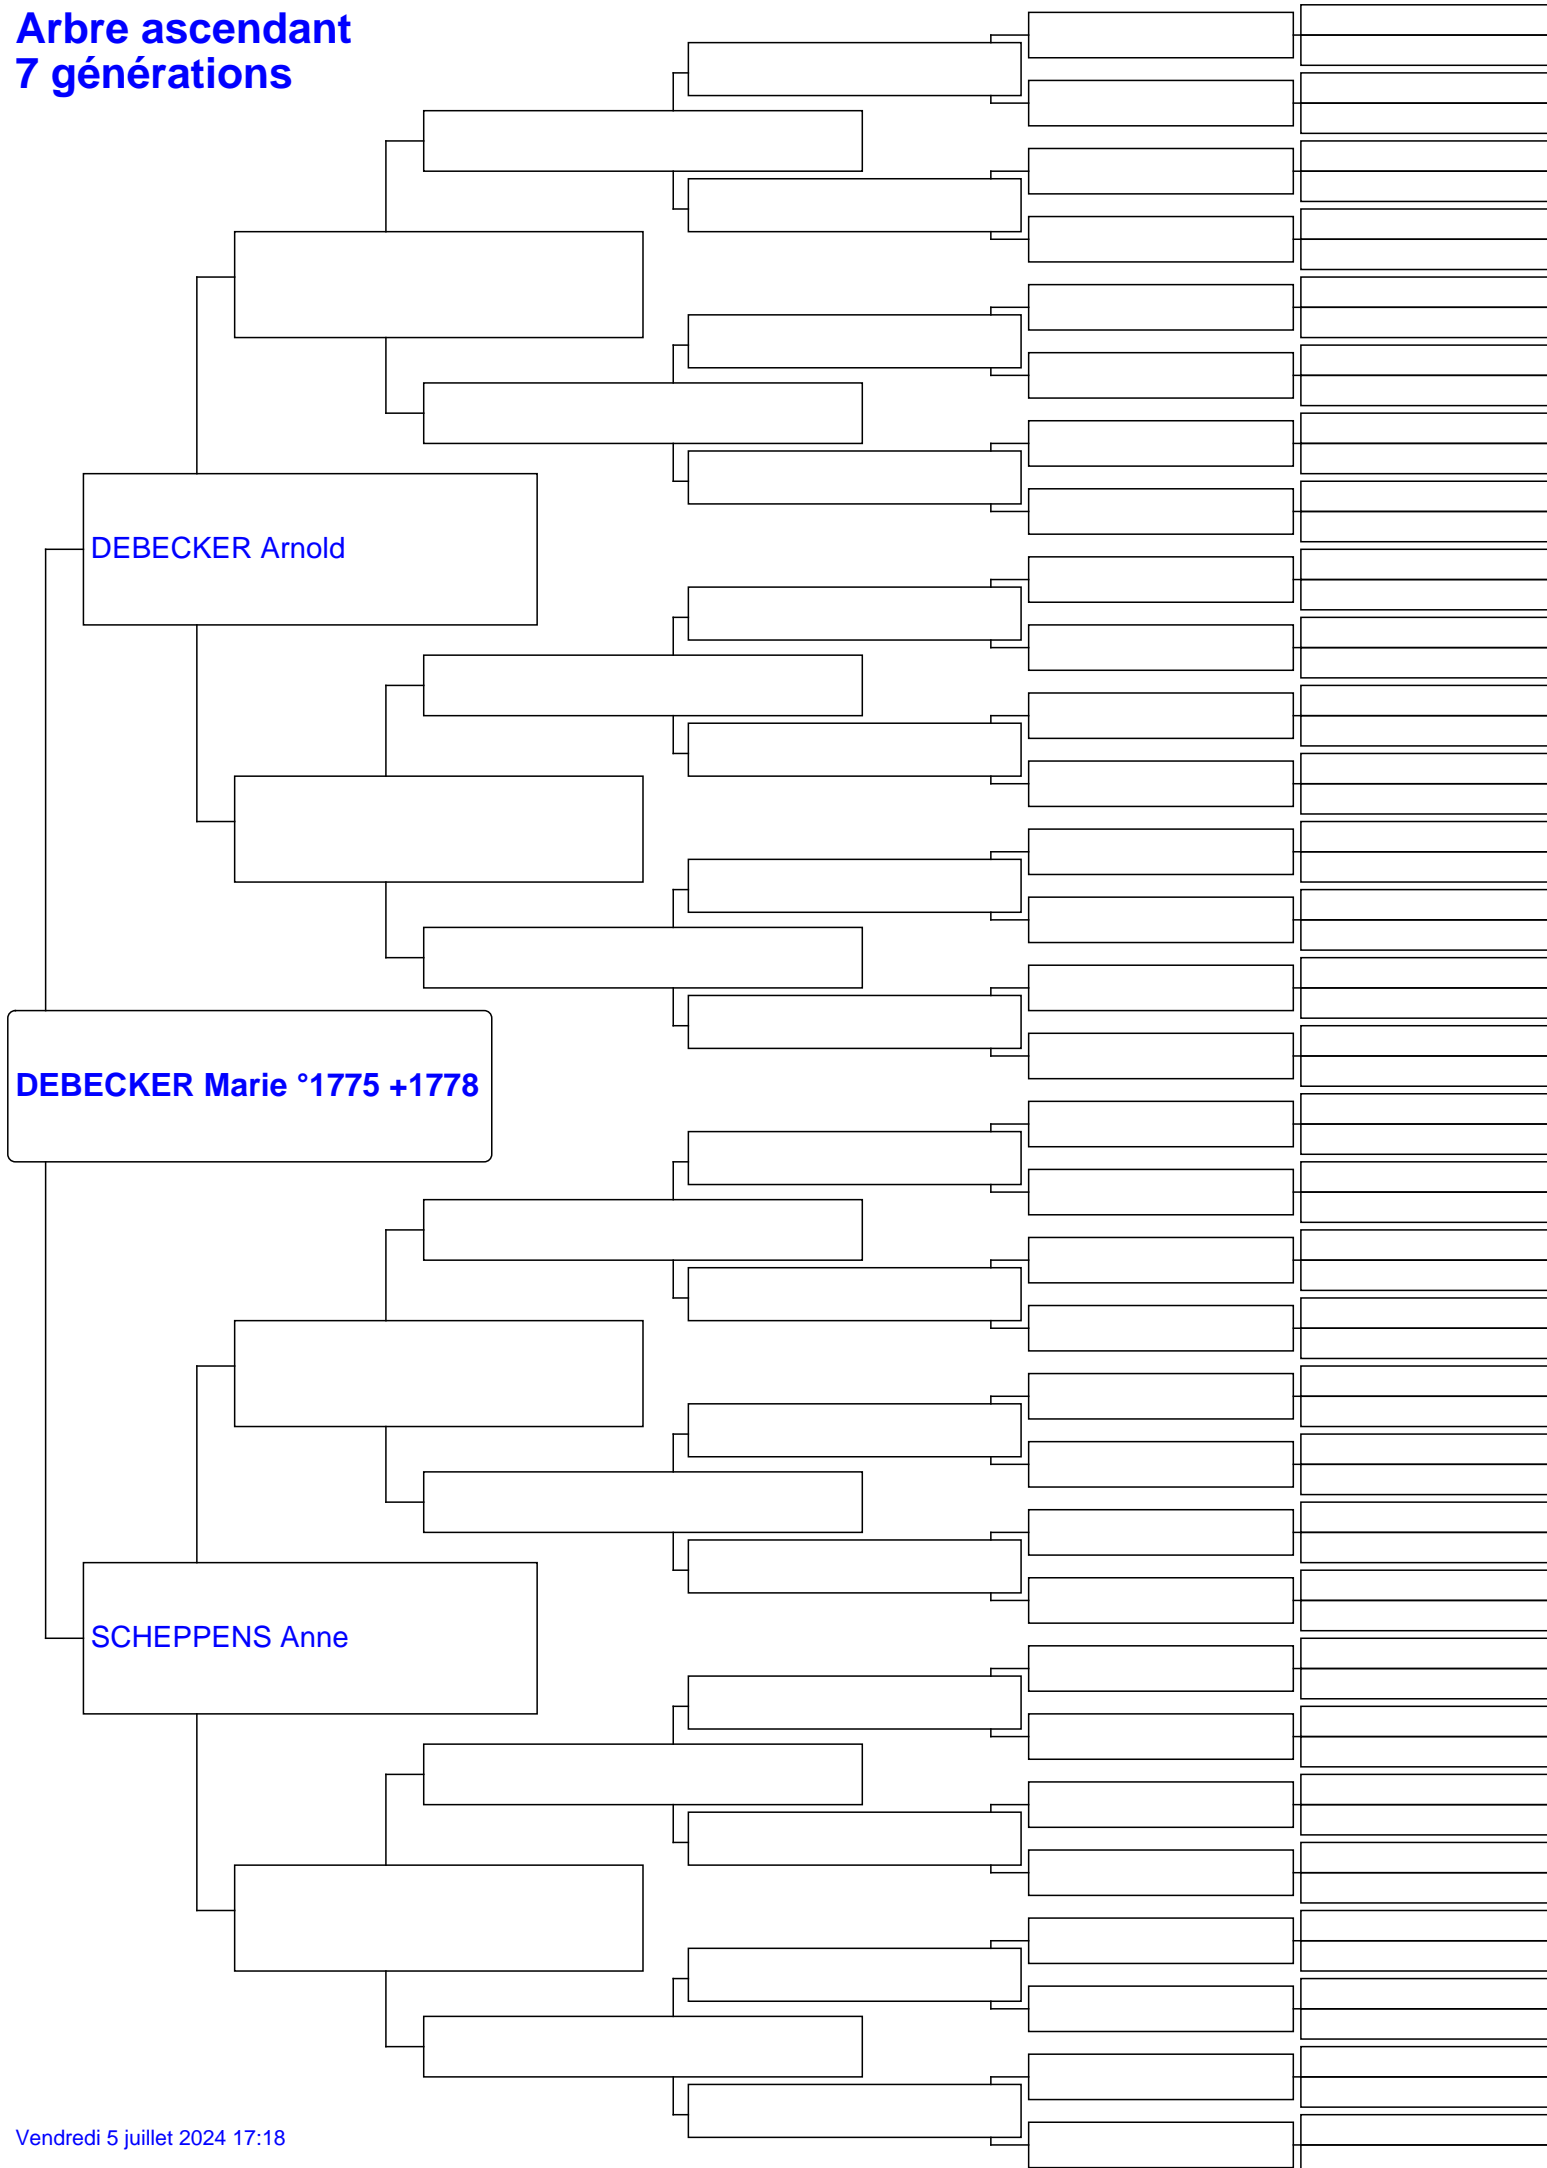 Arbre ascendant
7 générations
DEBECKER Arnold
DEBECKER Marie °1775 +1778
SCHEPPENS Anne
Vendredi 5 juillet 2024 17:18